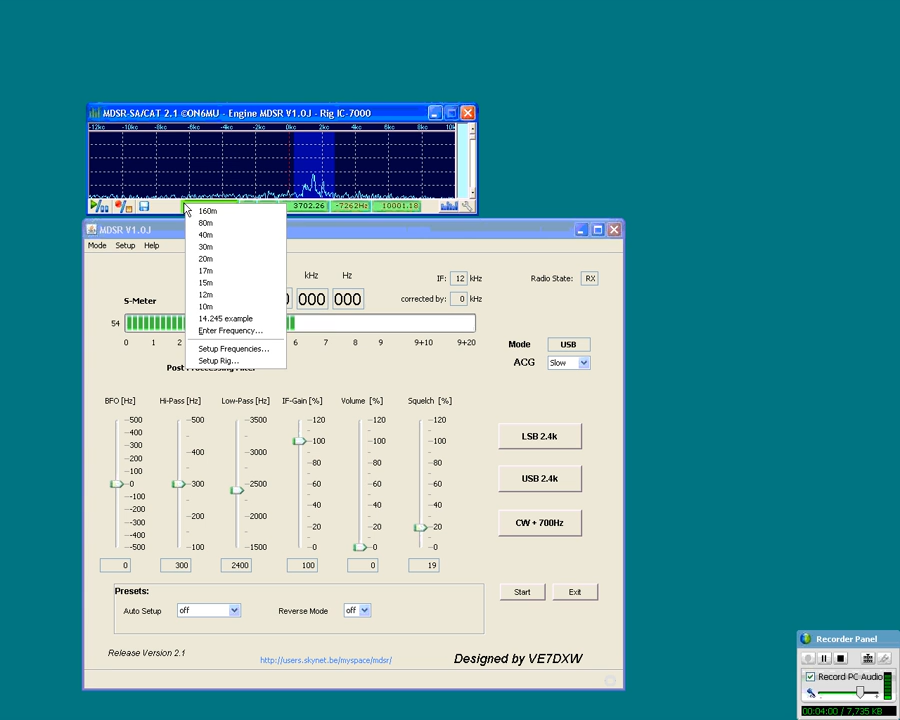 MDSR-SA/CAT 2.1 ©ON6MU - Engine MDSR V1.0J - Rig IC-7000
-12kc -10kc -8kc -6kc -4kc -2kc 0kc 2kc 4kc 6kc 8kc 10k
3702.26 -7262Hz 10001.18
MDSR V1.0.J
Mode Setup Help
160m
80m
40m
30m
20m
17m
15m
12m
10m
14.245 example
Enter Frequency...
Setup Frequencies...
Setup Rig...
kHz Hz
000 000
IF: 12 kHz
corrected by: 0 kHz
Radio State: RX
S-Meter
54
0 1 2 6 7 8 9 9+10 9+20
Mode USB
ACG Slow
BFO [Hz] Hi-Pass [Hz] Low-Pass [Hz] IF-Gain [%] Volume [%] Squelch [%]
500 500 3500 120 120 120
400
300 400 3000 100 100 100
200
100 80 80 80
0 300 2500 60 60 60
-100
-200 200 2000 40 40 40
-300
-400 20 20 20
-500 100 1500 0 0 0
0 300 2400 100 0 19
LSB 2.4k
USB 2.4k
CW + 700Hz
Start Exit
Presets:
Auto Setup off Reverse Mode off
Release Version 2.1
http://users.skynet.be/myspace/mdsr/
Designed by VE7DXW
Recorder Panel
Record PC Audio
00:04:00 / 7,735 KB